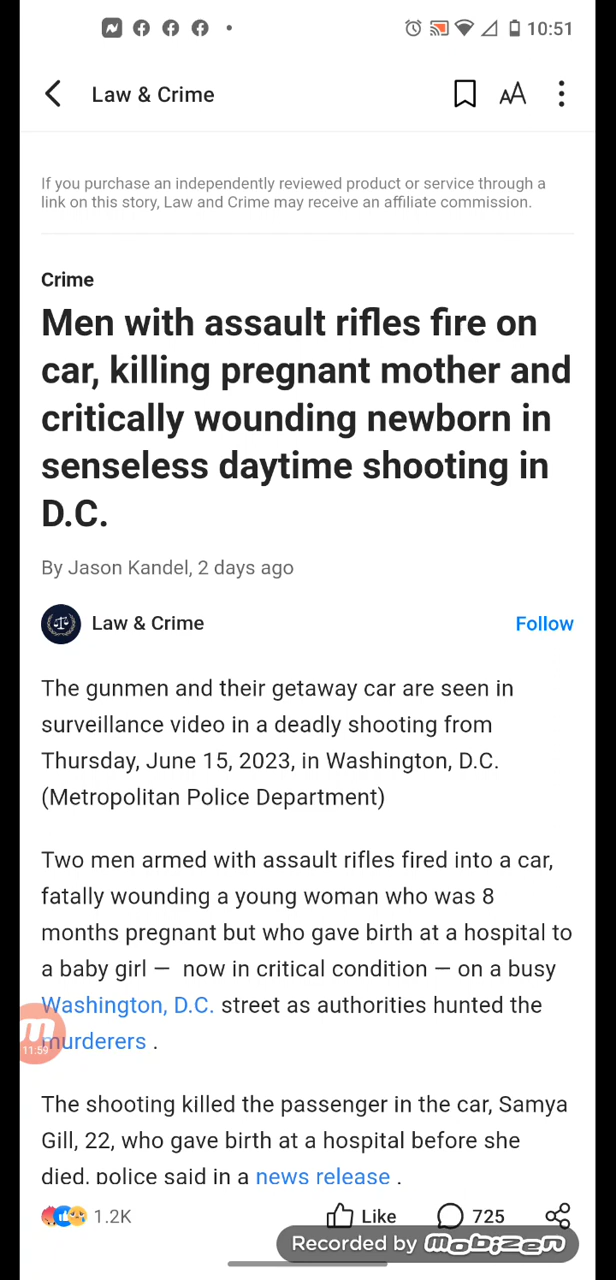 10:51
Law & Crime
AA
If you purchase an independently reviewed product or service through a
link on this story, Law and Crime may receive an affiliate commission.
Crime
Men with assault rifles fire on
car, killing pregnant mother and
critically wounding newborn in
senseless daytime shooting in
D.C.
By Jason Kandel, 2 days ago
Law & Crime
Follow
The gunmen and their getaway car are seen in
surveillance video in a deadly shooting from
Thursday, June 15, 2023, in Washington, D.C.
(Metropolitan Police Department)
Two men armed with assault rifles fired into a car,
fatally wounding a young woman who was 8
months pregnant but who gave birth at a hospital to
a baby girl — now in critical condition — on a busy
Washington, D.C. street as authorities hunted the
murderers .
11:59
The shooting killed the passenger in the car, Samya
Gill, 22, who gave birth at a hospital before she
died, police said in a news release .
1.2K Like 725
Recorded by mobizen